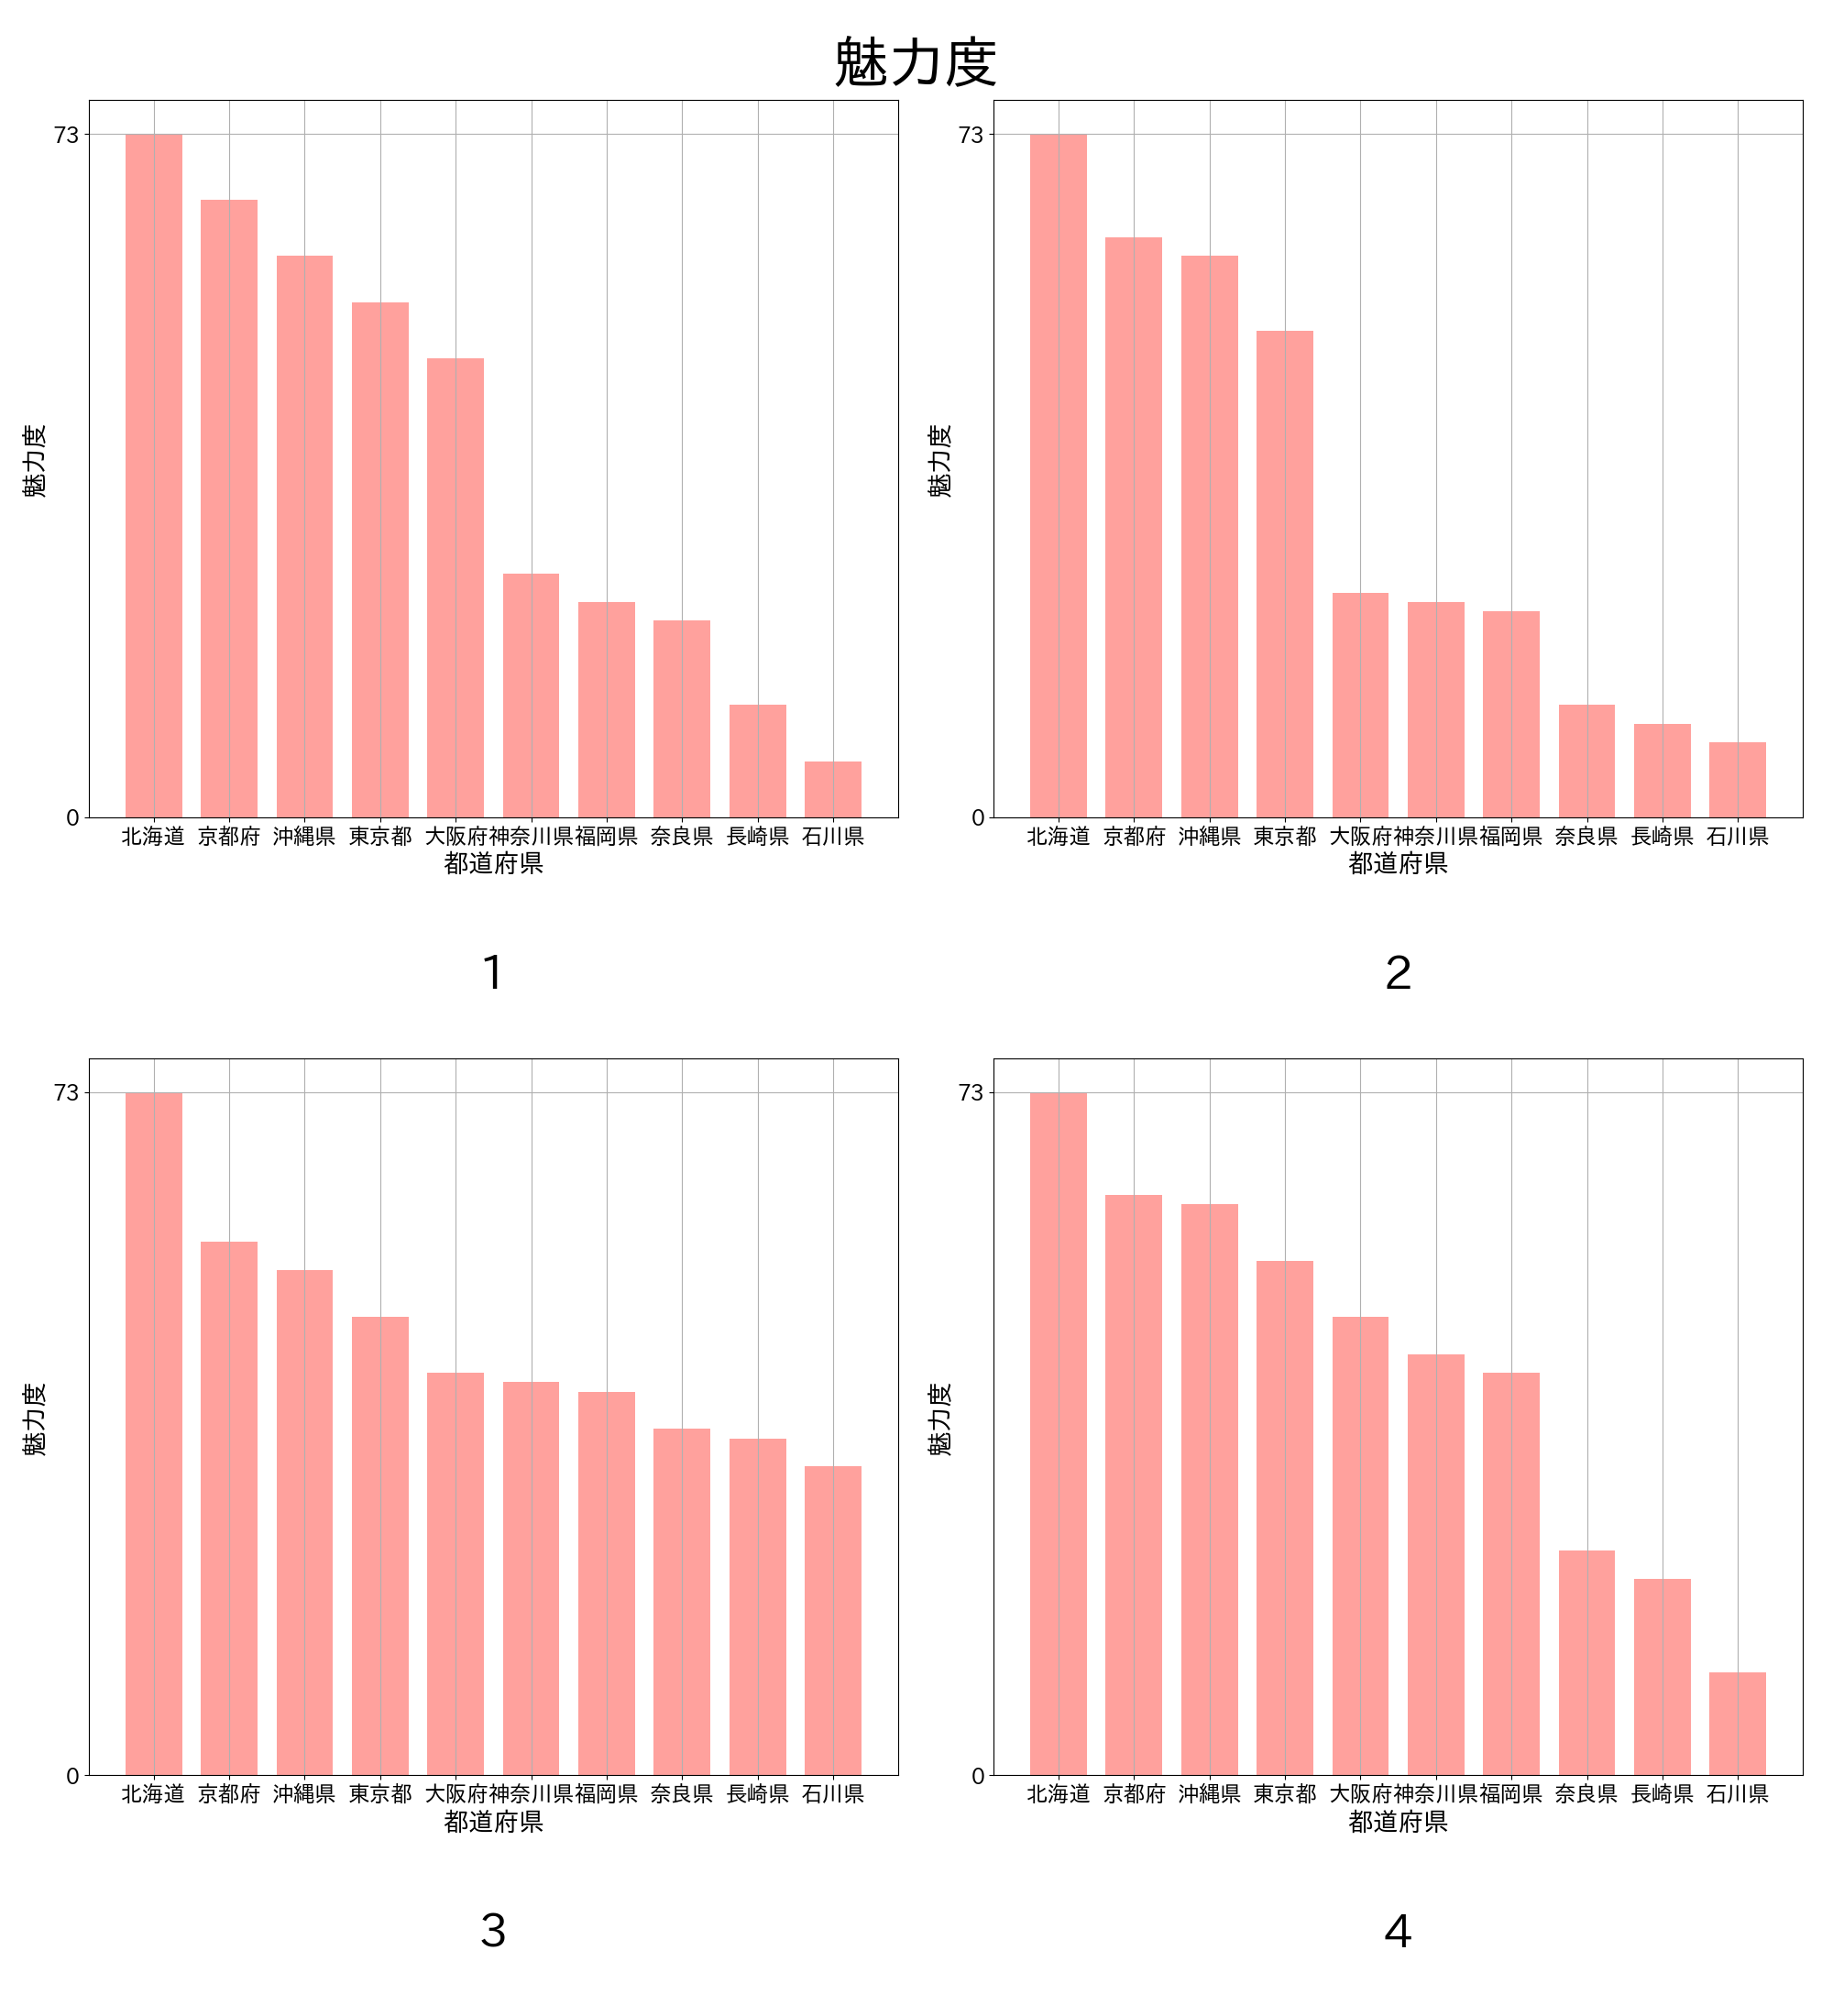 魅力度
73
0
魅力度
北海道 京都府 沖縄県 東京都 大阪府 神奈川県 福岡県 奈良県 長崎県 石川県
都道府県
1
73
0
魅力度
北海道 京都府 沖縄県 東京都 大阪府 神奈川県 福岡県 奈良県 長崎県 石川県
都道府県
2
73
0
魅力度
北海道 京都府 沖縄県 東京都 大阪府 神奈川県 福岡県 奈良県 長崎県 石川県
都道府県
3
73
0
魅力度
北海道 京都府 沖縄県 東京都 大阪府 神奈川県 福岡県 奈良県 長崎県 石川県
都道府県
4